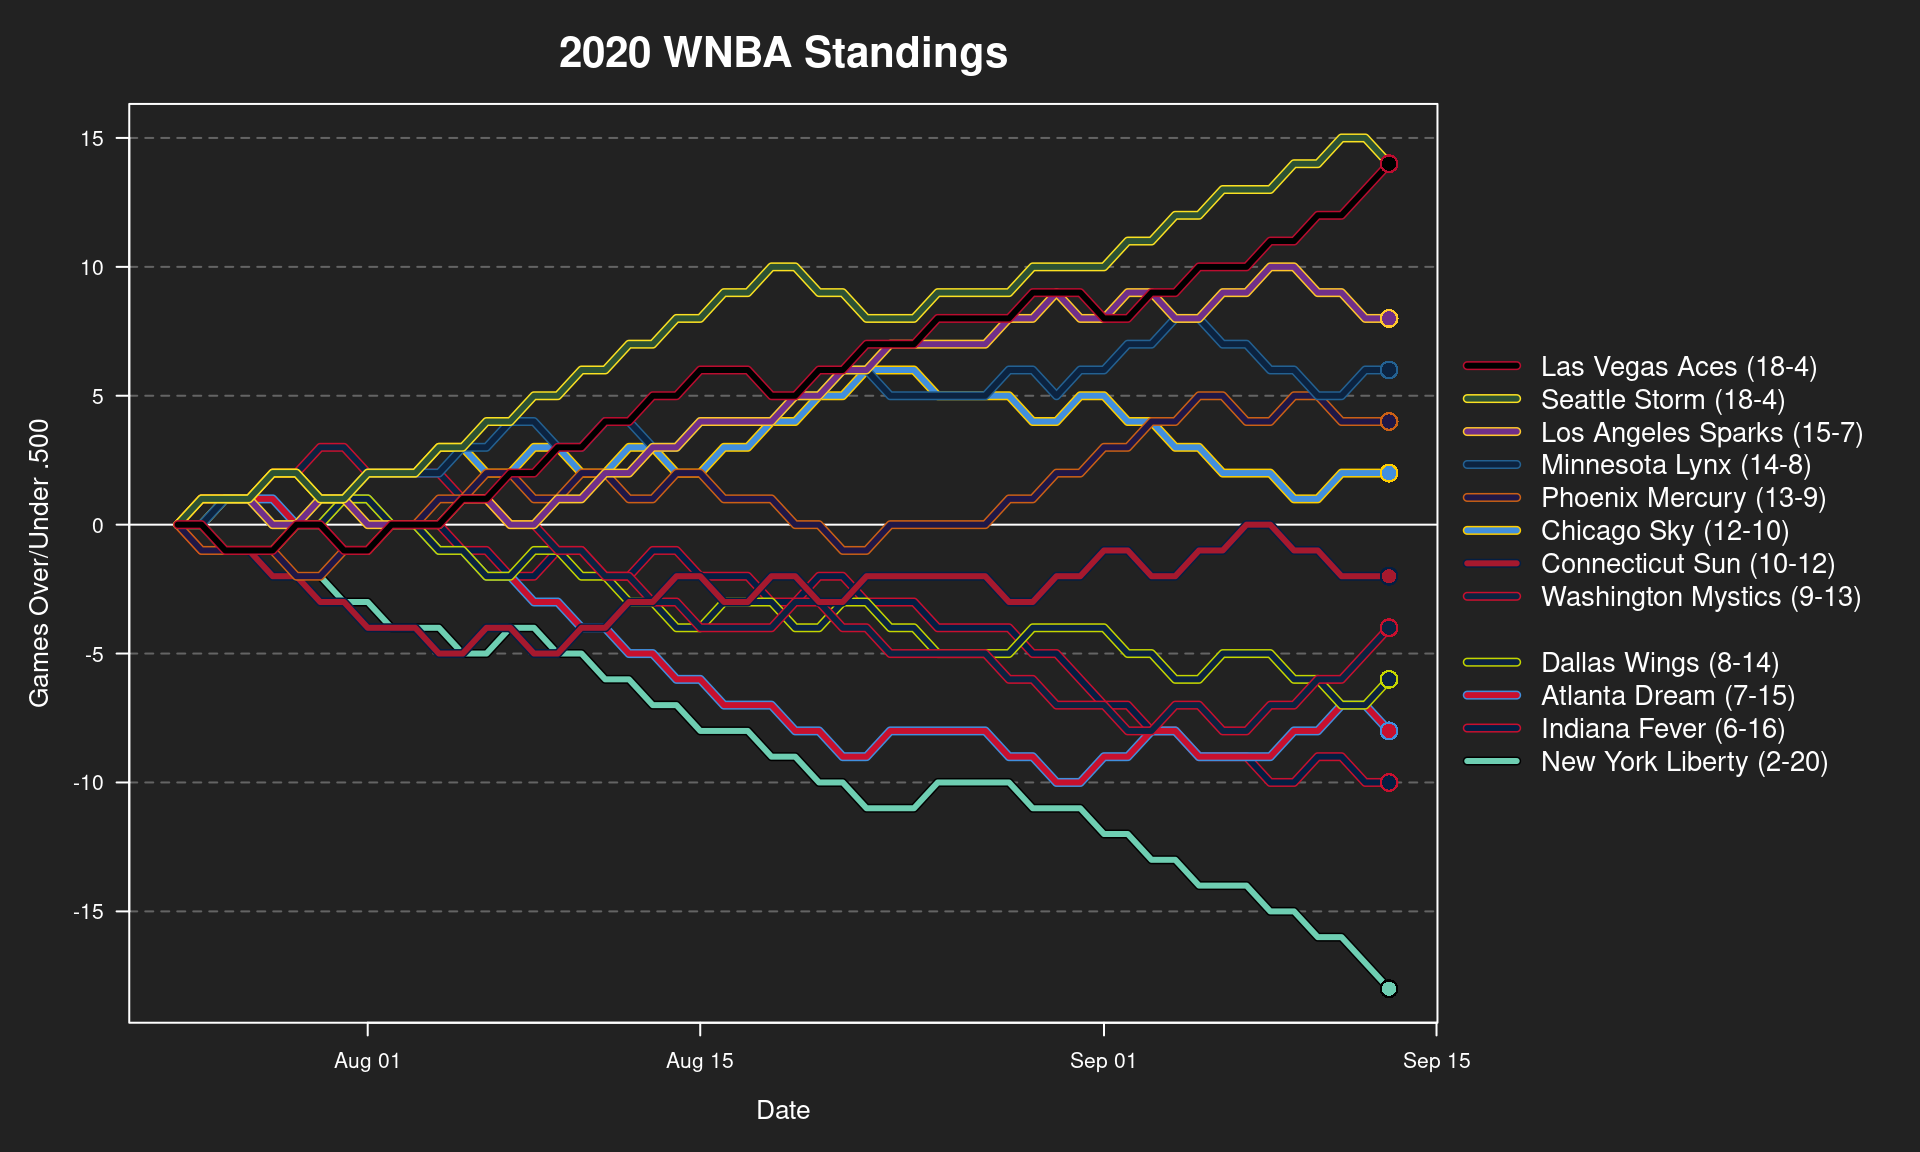 2020 WNBA Standings
Games Over/Under .500
15
10
5
0
-5
-10
-15
Aug 01
Aug 15
Sep 01
Sep 15
Date
Las Vegas Aces (18-4)
Seattle Storm (18-4)
Los Angeles Sparks (15-7)
Minnesota Lynx (14-8)
Phoenix Mercury (13-9)
Chicago Sky (12-10)
Connecticut Sun (10-12)
Washington Mystics (9-13)
Dallas Wings (8-14)
Atlanta Dream (7-15)
Indiana Fever (6-16)
New York Liberty (2-20)